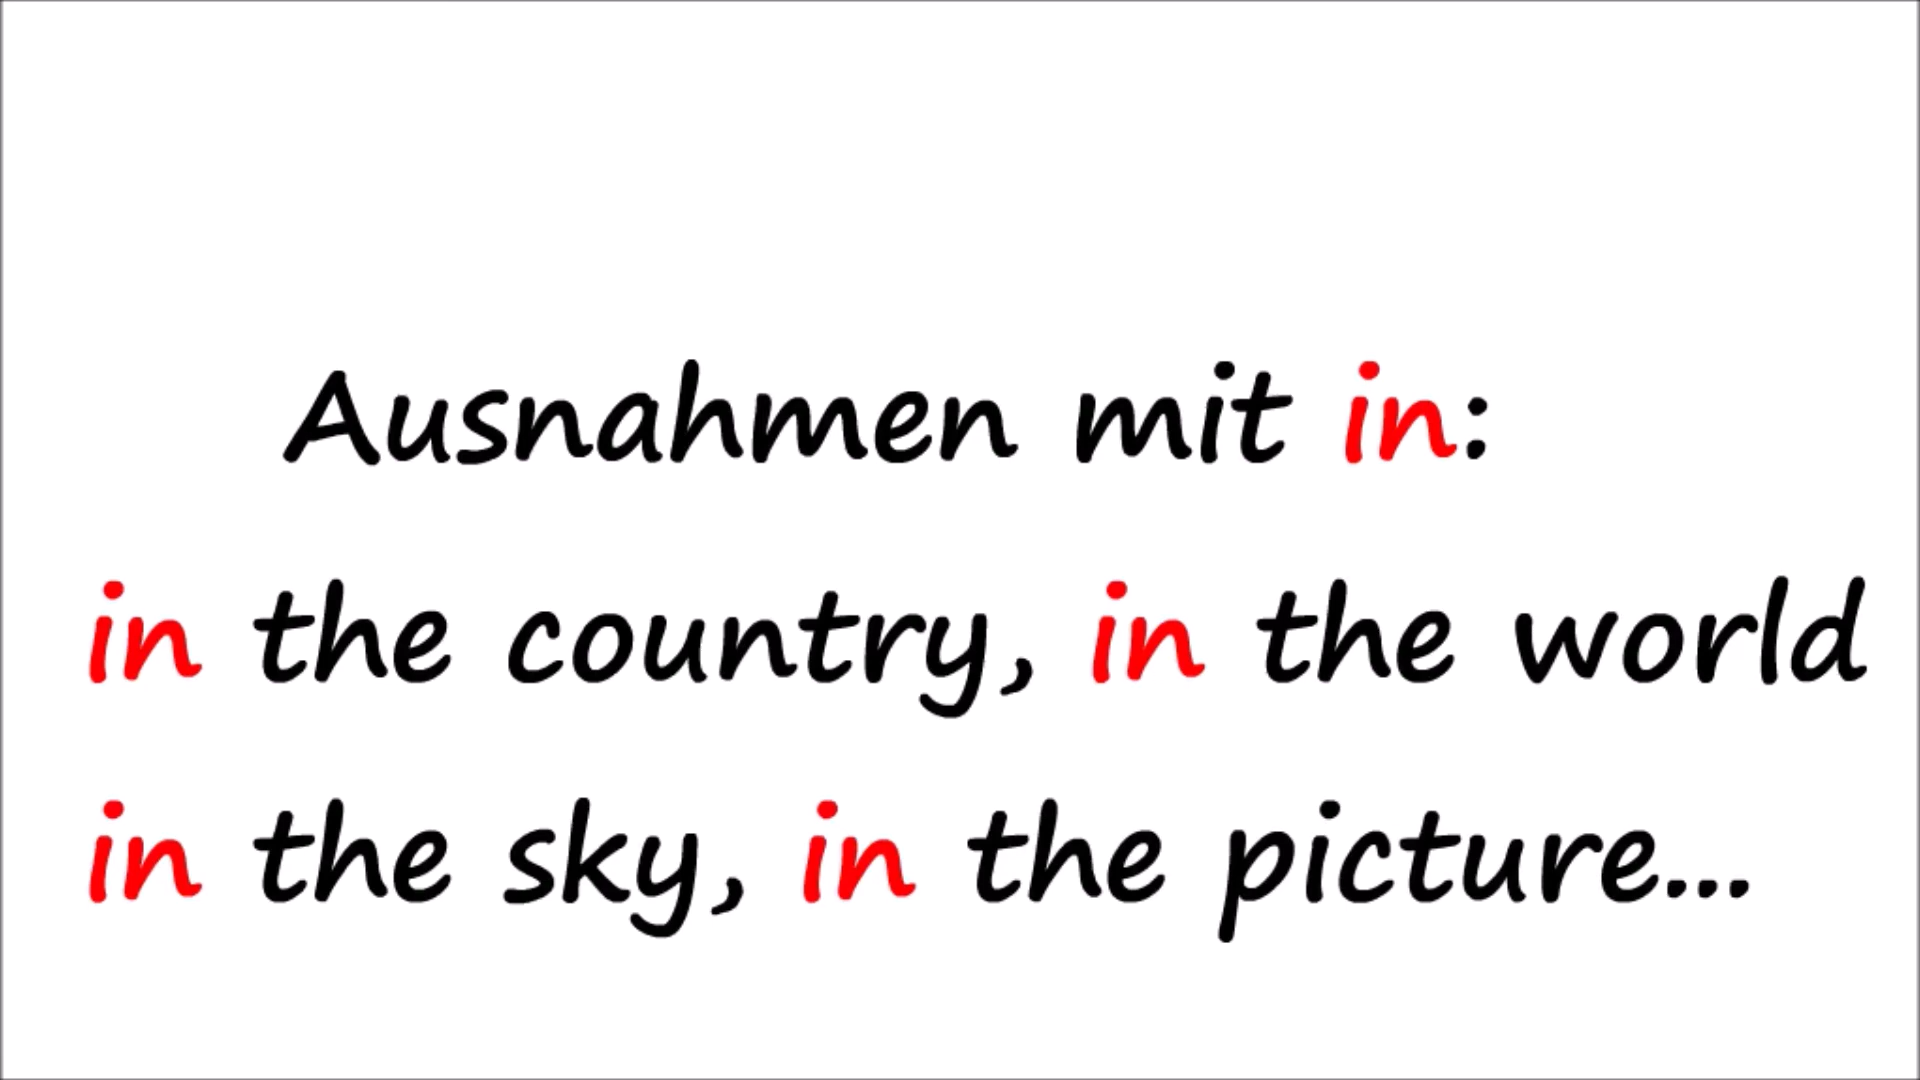 Ausnahmen mit in:
in the country, in the world
in the sky, in the picture...